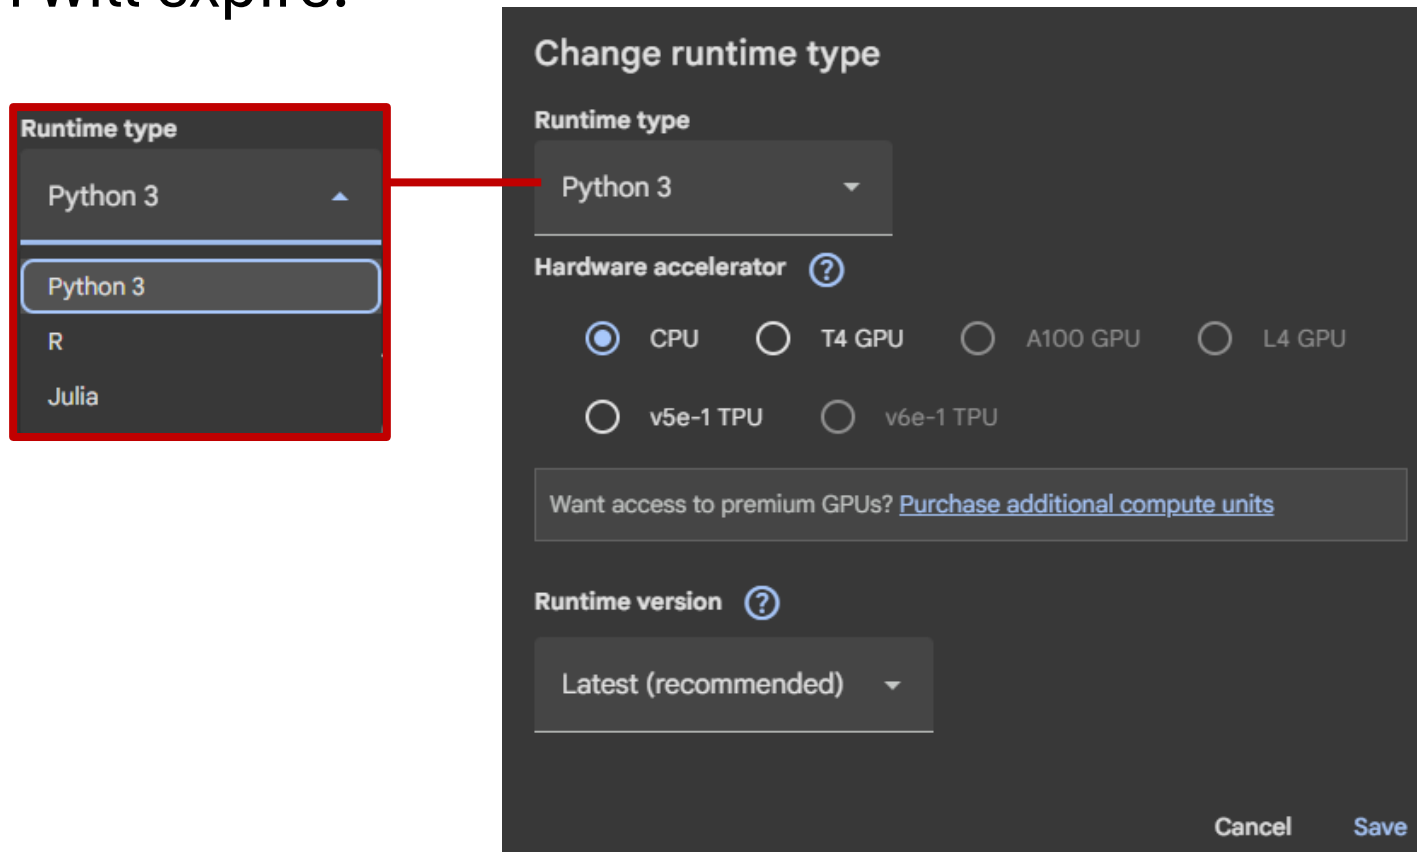 will expire.
Runtime type
Python 3
Python 3
R
Julia
Change runtime type
Runtime type
Python 3
Hardware accelerator ?
CPU T4 GPU A100 GPU L4 GPU
v5e-1 TPU v6e-1 TPU
Want access to premium GPUs? Purchase additional compute units
Runtime version ?
Latest (recommended)
Cancel Save